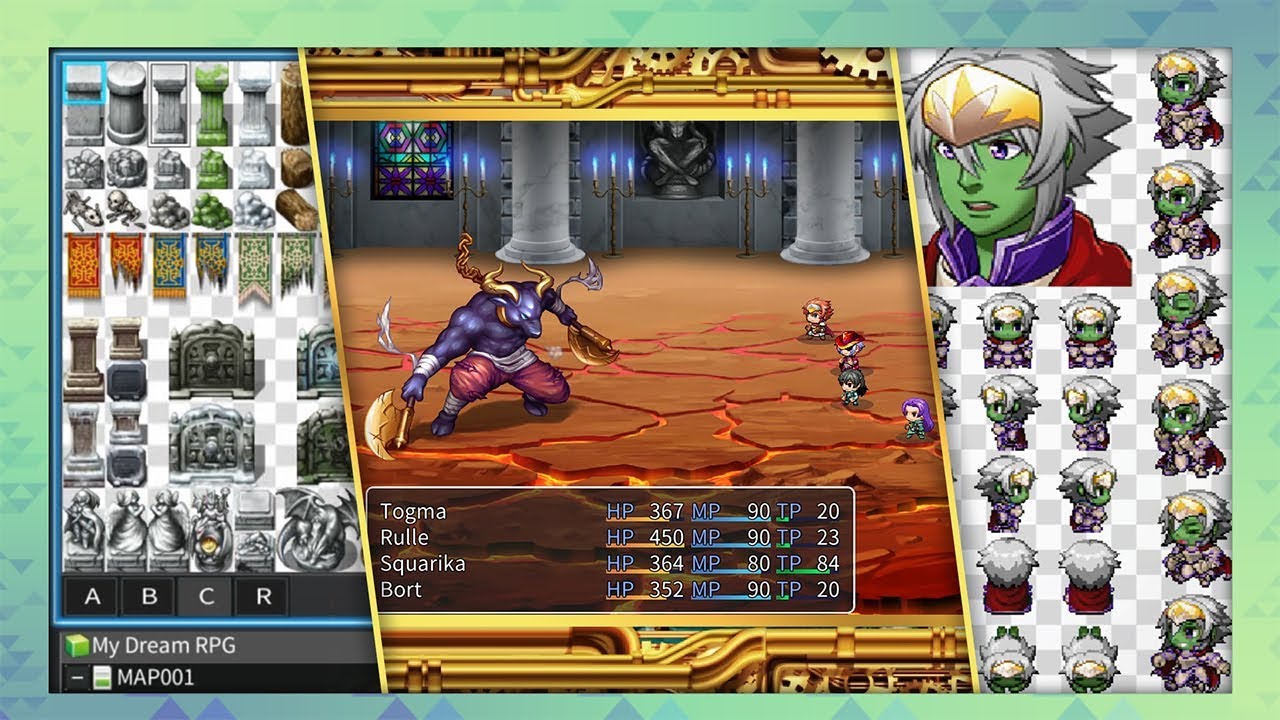 Togma HP 367 MP 90 TP 20
Rulle HP 450 MP 90 TP 23
Squarika HP 364 MP 80 TP 84
Bort HP 352 MP 90 TP 20
A B C R
My Dream RPG
MAP001